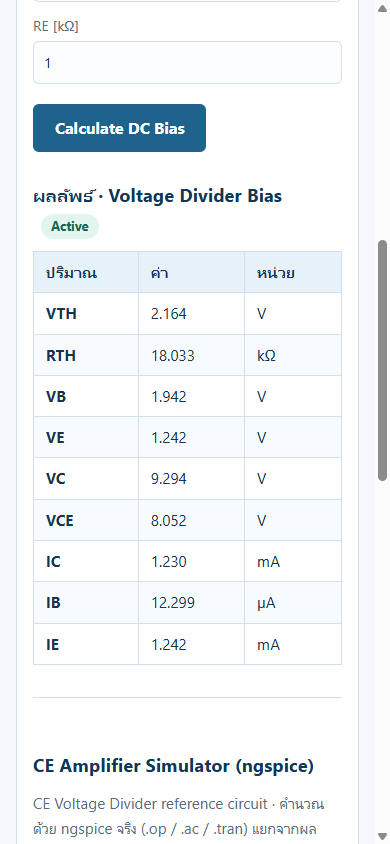 RE [kΩ]
1
Calculate DC Bias
ผลลัพธ์ · Voltage Divider Bias
Active
ปริมาณ ค่า หน่วย
VTH 2.164 V
RTH 18.033 kΩ
VB 1.942 V
VE 1.242 V
VC 9.294 V
VCE 8.052 V
IC 1.230 mA
IB 12.299 µA
IE 1.242 mA
CE Amplifier Simulator (ngspice)
CE Voltage Divider reference circuit · คำนวณ
ด้วย ngspice จริง (.op / .ac / .tran) แยกจากผล